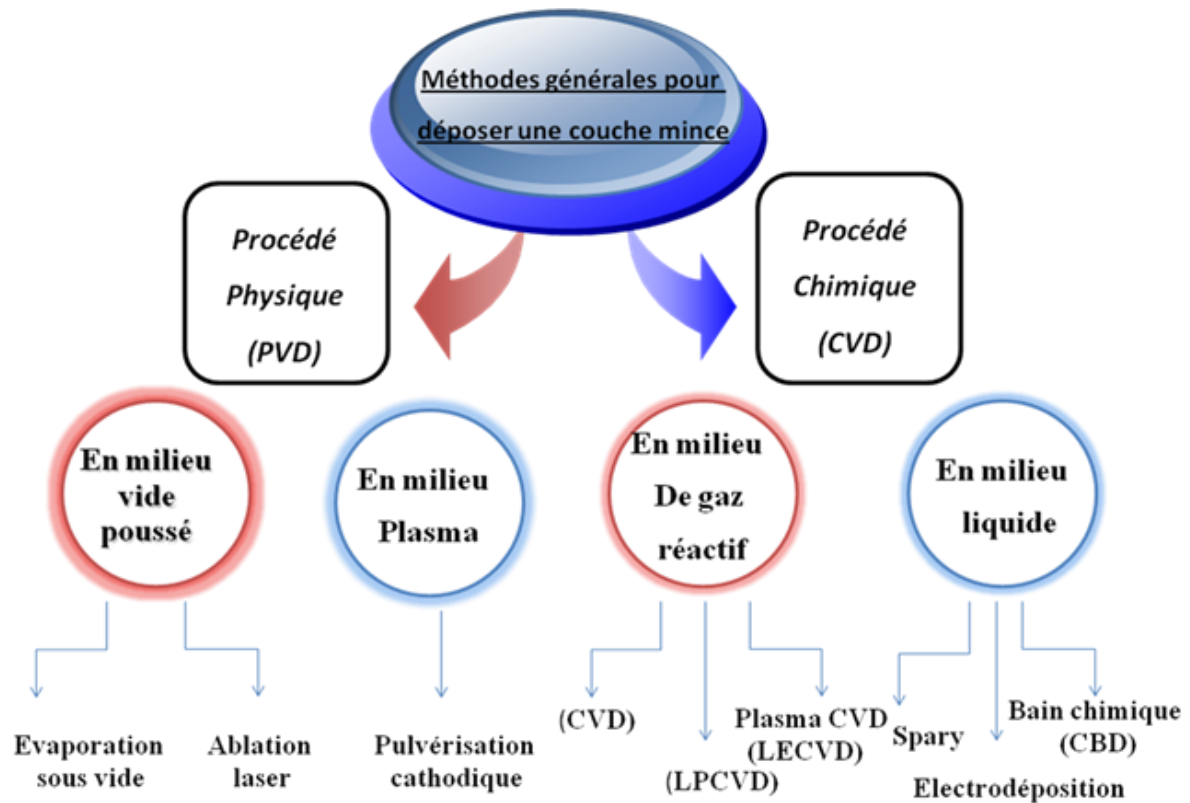 Méthodes générales pour
déposer une couche mince
Procédé
Physique
(PVD)
Procédé
Chimique
(CVD)
En milieu
vide
poussé
En milieu
Plasma
En milieu
De gaz
réactif
En milieu
liquide
Evaporation
sous vide
Ablation
laser
Pulvérisation
cathodique
(CVD)
(LPCVD)
Plasma CVD
(LECVD)
Spary
Electrodéposition
Bain chimique
(CBD)